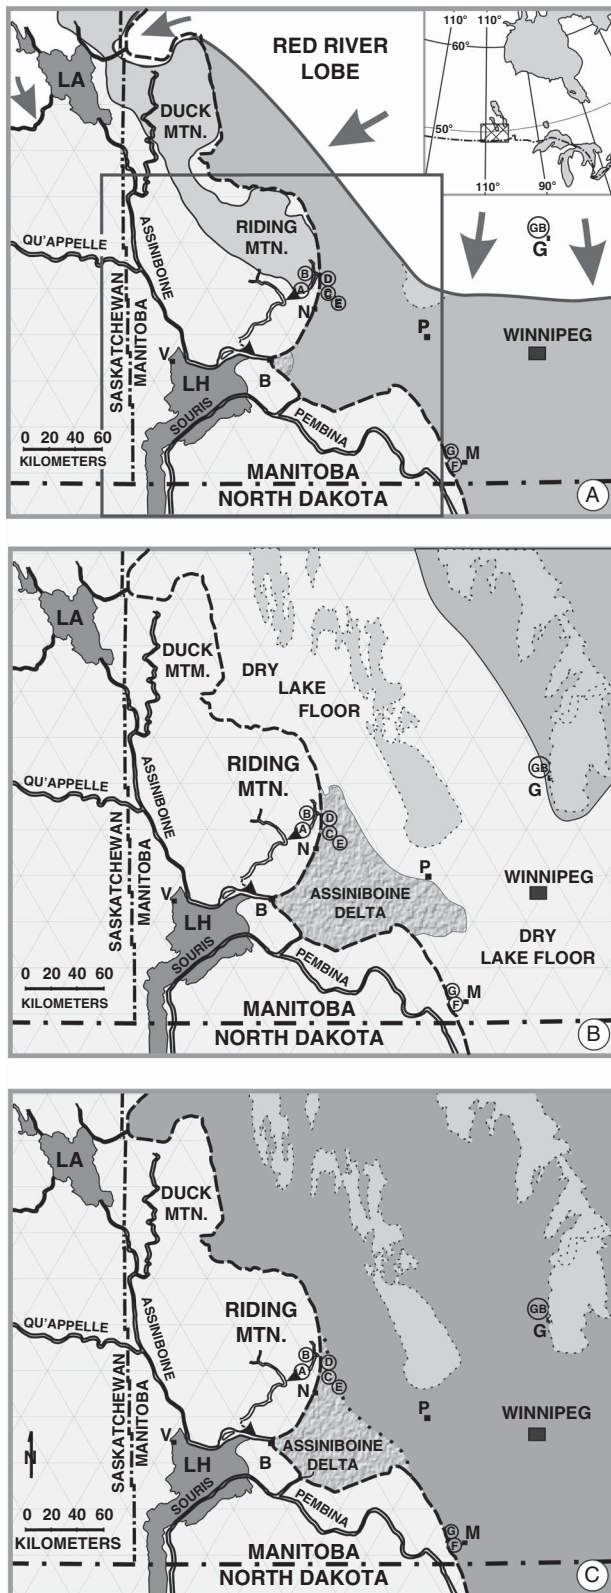 110° 110°
60°
50°
110° 90°
RED RIVER
LOBE
LA
DUCK
MTN.
GB
G
ASSINIBOINE
QU'APPELLE
RIDING
MTN.
B D
A C
E
N
SASKATCHEWAN
MANITOBA
P
WINNIPEG
V
LH
B
SOURIS
PEMBINA
0 20 40 60
KILOMETERS
G
F M
MANITOBA
NORTH DAKOTA
A
LA
DUCK
MTM.
DRY
LAKE
FLOOR
GB
G
ASSINIBOINE
QU'APPELLE
RIDING
MTN.
B D
A C
E
N
SASKATCHEWAN
MANITOBA
P
WINNIPEG
ASSINIBOINE
DELTA
V
LH
B
SOURIS
DRY
LAKE FLOOR
PEMBINA
0 20 40 60
KILOMETERS
G
F M
MANITOBA
NORTH DAKOTA
B
LA
DUCK
MTN.
GB
G
ASSINIBOINE
QU'APPELLE
RIDING
MTN.
B D
A C
E
N
SASKATCHEWAN
MANITOBA
P
WINNIPEG
ASSINIBOINE
DELTA
V
N
LH
B
SOURIS
PEMBINA
0 20 40 60
KILOMETERS
G
F M
MANITOBA
NORTH DAKOTA
C